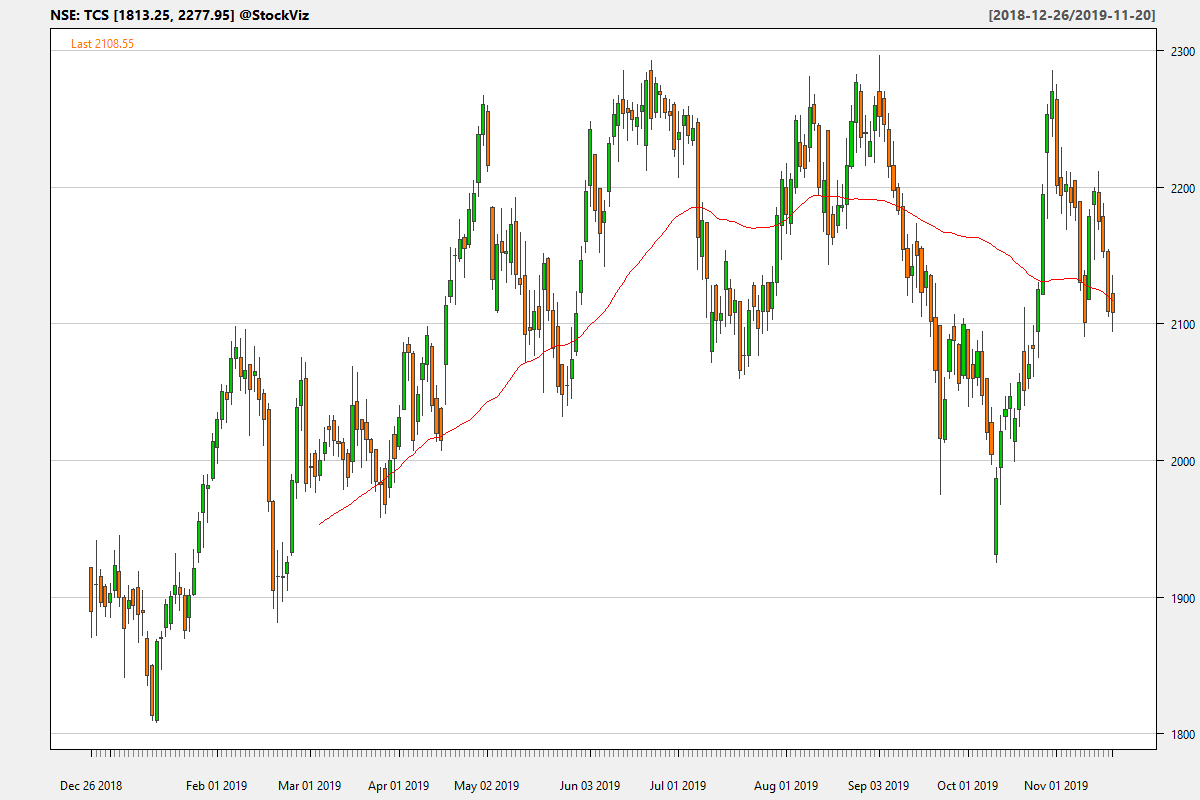 NSE: TCS [1813.25, 2277.95] @StockViz [2018-12-26/2019-11-20]
Last 2108.55
2300
2200
2100
2000
1900
1800
Dec 26 2018 Feb 01 2019 Mar 01 2019 Apr 01 2019 May 02 2019 Jun 03 2019 Jul 01 2019 Aug 01 2019 Sep 03 2019 Oct 01 2019 Nov 01 2019